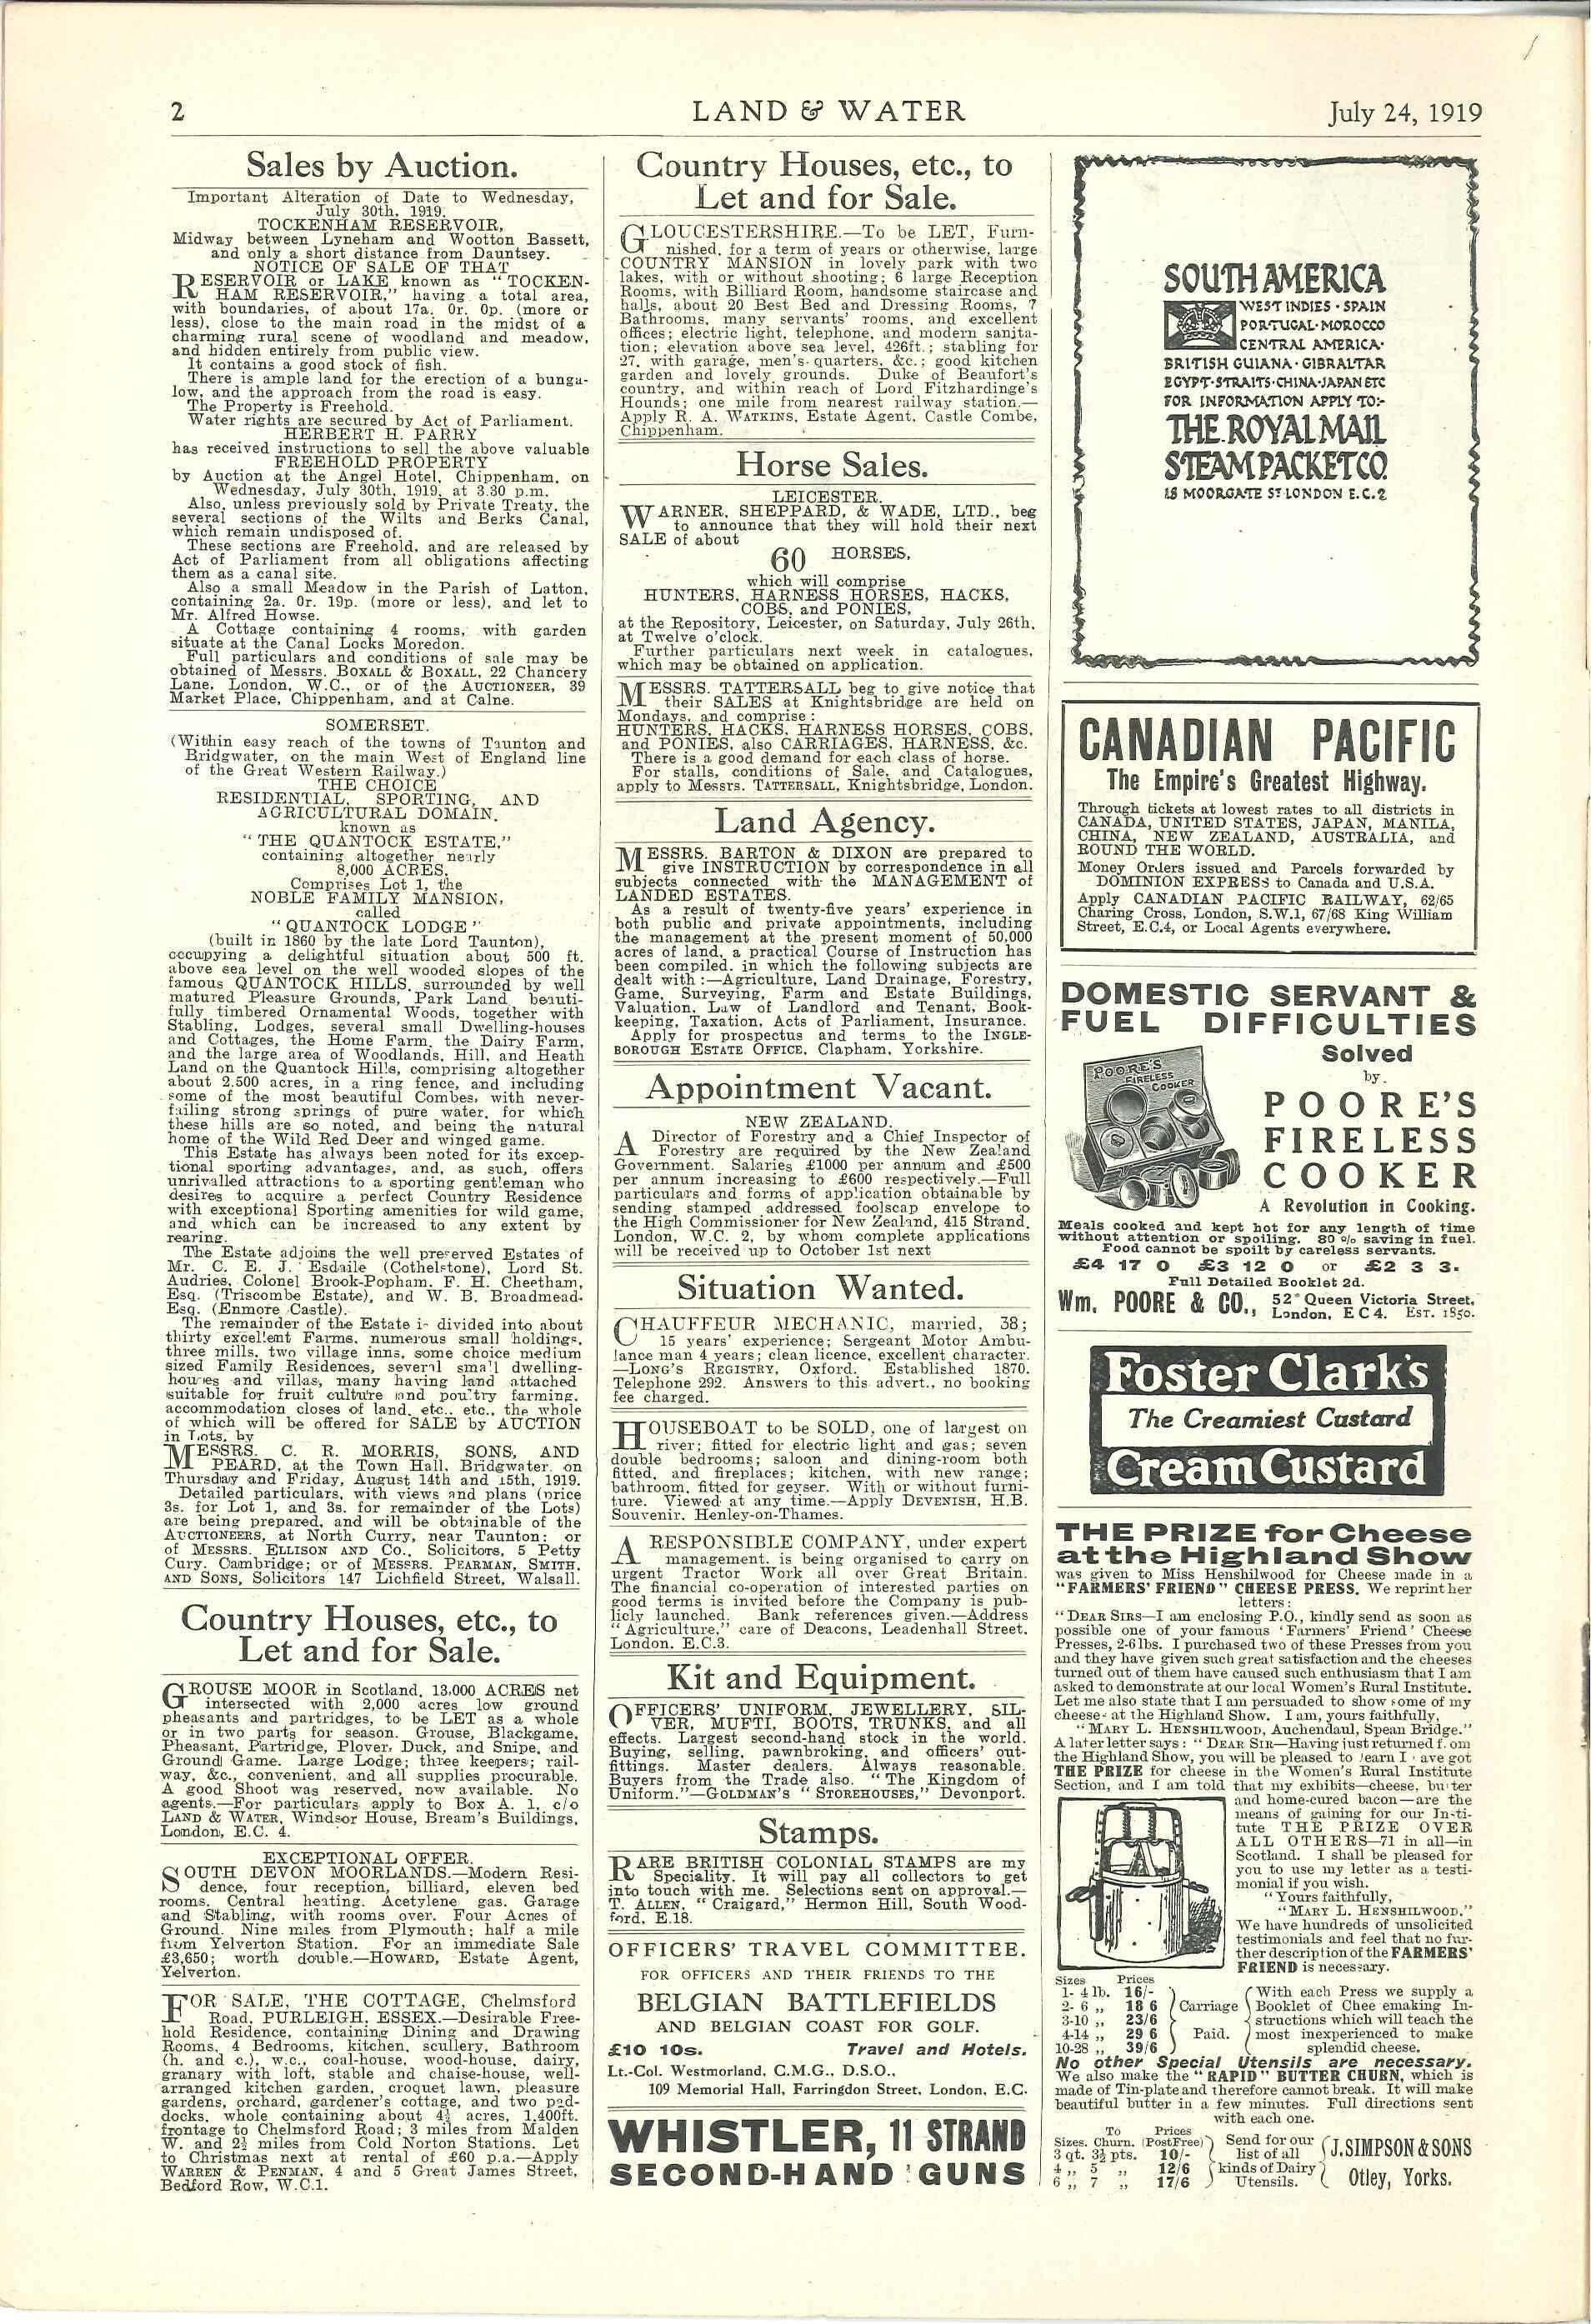 2
LAND & WATER
July 24, 1919
Sales by Auction.
Important Alteration of Date to Wednesday,
July 30th, 1919.
TOCKENHAM RESERVOIR,
Midway between Lyneham and Wootton Bassett,
and only a short distance from Dauntsey.
NOTICE OF SALE OF THAT
RESERVOIR or LAKE known as "TOCKEN-
HAM RESERVOIR," having a total area,
with boundaries, of about 17a. 0r. 0p. (more or
less), close to the main road in the midst of a
charming rural scene of woodland and meadow,
and hidden entirely from public view.
It contains a good stock of fish.
There is ample land for the erection of a bunga-
low, and the approach from the road is easy.
The Property is Freehold.
Water rights are secured by Act of Parliament.
HERBERT H. PARRY
has received instructions to sell the above valuable
FREEHOLD PROPERTY
by Auction at the Angel Hotel, Chippenham, on
Wednesday, July 30th, 1919, at 3.30 p.m.
Also, unless previously sold by Private Treaty, the
several sections of the Wilts and Berks Canal,
which remain undisposed of.
These sections are Freehold, and are released by
Act of Parliament from all obligations affecting
them as a canal site.
Also a small Meadow in the Parish of Latton,
containing 2a. 0r. 19p. (more or less), and let to
Mr. Alfred Howse.
A Cottage containing 4 rooms, with garden
situate at the Canal Locks Moredon.
Full particulars and conditions of sale may be
obtained of Messrs. BOXALL & BOXALL, 22 Chancery
Lane, London, W.C., or of the AUCTIONEER, 39
Market Place, Chippenham, and at Calne.
SOMERSET.
(Within easy reach of the towns of Taunton and
Bridgwater, on the main West of England line
of the Great Western Railway.)
THE CHOICE
RESIDENTIAL, SPORTING, AND
AGRICULTURAL DOMAIN,
known as
"THE QUANTOCK ESTATE,"
containing altogether nearly
8,000 ACRES.
Comprises Lot 1, the
NOBLE FAMILY MANSION,
called
"QUANTOCK LODGE"
(built in 1860 by the late Lord Taunton),
occupying a delightful situation about 500 ft.
above sea level on the well wooded slopes of the
famous QUANTOCK HILLS, surrounded by well
matured Pleasure Grounds, Park Land beauti-
fully timbered Ornamental Woods, together with
Stabling, Lodges, several small Dwelling-houses
and Cottages, the Home Farm, the Dairy Farm,
and the large area of Woodlands, Hill, and Heath
Land on the Quantock Hills, comprising altogether
about 2,500 acres, in a ring fence, and including
some of the most beautiful Combes, with never-
failing strong springs of pure water, for which
these hills are so noted, and being the natural
home of the Wild Red Deer and winged game.
This Estate has always been noted for its excep-
tional sporting advantages, and, as such, offers
unrivalled attractions to a sporting gentleman who
desires to acquire a perfect Country Residence
with exceptional Sporting amenities for wild game,
and which can be increased to any extent by
rearing.
The Estate adjoins the well preserved Estates of
Mr. C. E. J. Esdaile (Cothelstone), Lord St.
Audries, Colonel Brook-Popham, F. H. Cheetham,
Esq. (Triscombe Estate), and W. B. Broadmead.
Esq. (Enmore Castle).
The remainder of the Estate is divided into about
thirty excellent Farms, numerous small holdings,
three mills, two village inns, some choice medium
sized Family Residences, several small dwelling-
houses and villas, many having land attached
suitable for fruit culture and poultry farming,
accommodation closes of land, etc., etc., the whole
of which will be offered for SALE by AUCTION
in Lots, by
MESSRS. C. R. MORRIS, SONS, AND
PEARD, at the Town Hall, Bridgwater, on
Thursday and Friday, August 14th and 15th, 1919.
Detailed particulars, with views and plans (price
3s. for Lot 1, and 3s. for remainder of the Lots)
are being prepared, and will be obtainable of the
AUCTIONEERS, at North Curry, near Taunton; or
of MESSRS. ELLISON AND Co., Solicitors, 5 Petty
Cury, Cambridge; or of MESSRS. PEARMAN, SMITH,
AND SONS, Solicitors 147 Lichfield Street, Walsall.
Country Houses, etc., to
Let and for Sale.
GROUSE MOOR in Scotland, 13,000 ACRES net
intersected with 2,000 acres low ground
pheasants and partridges, to be LET as a whole
or in two parts for season. Grouse, Blackgame,
Pheasant, Partridge, Plover, Duck, and Snipe, and
Ground Game. Large Lodge; three keepers; rail-
way, &c., convenient, and all supplies procurable.
A good Shoot was reserved, now available. No
agents.—For particulars apply to Box A. 1, c/o
LAND & WATER, Windsor House, Bream's Buildings,
London, E.C. 4.
EXCEPTIONAL OFFER.
SOUTH DEVON MOORLANDS.—Modern Resi-
dence, four reception, billiard, eleven bed
rooms. Central heating. Acetylene gas. Garage
and Stabling, with rooms over. Four Acres of
Ground. Nine miles from Plymouth; half a mile
from Yelverton Station. For an immediate Sale
£3,650; worth double.—HOWARD, Estate Agent,
Yelverton.
FOR SALE, THE COTTAGE, Chelmsford
Road, PURLEIGH, ESSEX.—Desirable Free-
hold Residence, containing Dining and Drawing
Rooms, 4 Bedrooms, kitchen, scullery, Bathroom
(h. and c.), w.c., coal-house, wood-house, dairy,
granary with loft, stable and chaise-house, well-
arranged kitchen garden, croquet lawn, pleasure
gardens, orchard, gardener's cottage, and two pad-
docks, whole containing about 4½ acres, 1,400ft.
frontage to Chelmsford Road; 3 miles from Malden
W. and 2½ miles from Cold Norton Stations. Let
to Christmas next at rental of £60 p.a.—Apply
WARREN & PENMAN, 4 and 5 Great James Street,
Bedford Row, W.C.1.
Country Houses, etc., to
Let and for Sale.
GLOUCESTERSHIRE.—To be LET, Furn-
nished, for a term of years or otherwise, large
COUNTRY MANSION in lovely park with two
lakes, with or without shooting; 6 large Reception
Rooms, with Billiard Room, handsome staircase and
halls, about 20 Best Bed and Dressing Rooms, 7
Bathrooms, many servants' rooms, and excellent
offices; electric light, telephone, and modern sanita-
tion; elevation above sea level, 426ft.; stabling for
27, with garage, men's quarters, &c.; good kitchen
garden and lovely grounds. Duke of Beaufort's
country, and within reach of Lord Fitzhardinge's
Hounds; one mile from nearest railway station.—
Apply R. A. WATKINS, Estate Agent, Castle Combe,
Chippenham.
Horse Sales.
LEICESTER.
WARNER, SHEPPARD, & WADE, LTD., beg
to announce that they will hold their next
SALE of about
60 HORSES,
which will comprise
HUNTERS, HARNESS HORSES, HACKS,
COBS, and PONIES,
at the Repository, Leicester, on Saturday, July 26th,
at Twelve o'clock.
Further particulars next week in catalogues,
which may be obtained on application.
MESSRS. TATTERSALL beg to give notice that
their SALES at Knightsbridge are held on
Mondays, and comprise:
HUNTERS, HACKS, HARNESS HORSES, COBS,
and PONIES, also CARRIAGES, HARNESS, &c.
There is a good demand for each class of horse.
For stalls, conditions of Sale, and Catalogues,
apply to Messrs. TATTERSALL, Knightsbridge, London.
Land Agency.
MESSRS. BARTON & DIXON are prepared to
give INSTRUCTION by correspondence in all
subjects connected with the MANAGEMENT of
LANDED ESTATES.
As a result of twenty-five years' experience in
both public and private appointments, including
the management at the present moment of 50,000
acres of land, a practical Course of Instruction has
been compiled, in which the following subjects are
dealt with:—Agriculture, Land Drainage, Forestry,
Game, Surveying, Farm and Estate Buildings,
Valuation, Law of Landlord and Tenant, Book-
keeping, Taxation, Acts of Parliament, Insurance.
Apply for prospectus and terms to the INGLE-
BOROUGH ESTATE OFFICE, Clapham, Yorkshire.
Appointment Vacant.
NEW ZEALAND.
A Director of Forestry and a Chief Inspector of
Forestry are required by the New Zealand
Government. Salaries £1000 per annum and £500
per annum increasing to £600 respectively.—Full
particulars and forms of application obtainable by
sending stamped addressed foolscap envelope to
the High Commissioner for New Zealand, 415 Strand,
London, W.C. 2, by whom complete applications
will be received up to October 1st next
Situation Wanted.
CHAUFFEUR MECHANIC, married, 38;
15 years' experience; Sergeant Motor Ambu-
lance man 4 years; clean licence, excellent character.
—LONG'S REGISTRY, Oxford. Established 1870.
Telephone 292. Answers to this advert., no booking
fee charged.
HOUSEBOAT to be SOLD, one of largest on
river; fitted for electric light and gas; seven
double bedrooms; saloon and dining-room both
fitted, and fireplaces; kitchen, with new range;
bathroom, fitted for geyser. With or without furni-
ture. Viewed at any time.—Apply DEVENISH, H.B.
Souvenir, Henley-on-Thames.
A RESPONSIBLE COMPANY, under expert
management, is being organised to carry on
urgent Tractor Work all over Great Britain.
The financial co-operation of interested parties on
good terms is invited before the Company is pub-
licly launched. Bank references given.—Address
"Agriculture," care of Deacons, Leadenhall Street,
London, E.C.3.
Kit and Equipment.
OFFICERS' UNIFORM, JEWELLERY, SIL-
VER, MUFTI, BOOTS, TRUNKS, and all
effects. Largest second-hand stock in the world.
Buying, selling, pawnbroking, and officers' out-
fittings. Master dealers. Always reasonable.
Buyers from the Trade also. "The Kingdom of
Uniform."—GOLDMAN'S "STOREHOUSES," Devonport.
Stamps.
RARE BRITISH COLONIAL STAMPS are my
Speciality. It will pay all collectors to get
into touch with me. Selections sent on approval.—
T. ALLEN, "Craigard," Hermon Hill, South Wood-
ford, E.18.
OFFICERS' TRAVEL COMMITTEE.
FOR OFFICERS AND THEIR FRIENDS TO THE
BELGIAN BATTLEFIELDS
AND BELGIAN COAST FOR GOLF.
£10 10s. Travel and Hotels.
Lt.-Col. Westmorland, C.M.G., D.S.O.,
109 Memorial Hall, Farringdon Street, London, E.C.
WHISTLER, 11 STRAND
SECOND-HAND GUNS
SOUTH AMERICA
WEST INDIES · SPAIN
PORTUGAL · MOROCCO
CENTRAL AMERICA ·
BRITISH GUIANA · GIBRALTAR
EGYPT · STRAITS · CHINA · JAPAN ETC
FOR INFORMATION APPLY TO:-
THE ROYAL MAIL
STEAM PACKET CO.
18 MOORGATE ST LONDON E.C.2
CANADIAN PACIFIC
The Empire's Greatest Highway.
Through tickets at lowest rates to all districts in
CANADA, UNITED STATES, JAPAN, MANILA,
CHINA, NEW ZEALAND, AUSTRALIA, and
ROUND THE WORLD.
Money Orders issued and Parcels forwarded by
DOMINION EXPRESS to Canada and U.S.A.
Apply CANADIAN PACIFIC RAILWAY, 62/65
Charing Cross, London, S.W.1, 67/68 King William
Street, E.C.4, or Local Agents everywhere.
DOMESTIC SERVANT &
FUEL DIFFICULTIES
Solved
by
POORE'S
FIRELESS
COOKER
POORE'S
FIRELESS
COOKER
A Revolution in Cooking.
Meals cooked and kept hot for any length of time
without attention or spoiling. 80 o/o saving in fuel.
Food cannot be spoilt by careless servants.
£4 17 0 £3 12 0 or £2 3 3.
Full Detailed Booklet 2d.
Wm. POORE & CO., 52 Queen Victoria Street,
London, E C 4. EST. 1850.
Foster Clark's
The Creamiest Custard
Cream Custard
THE PRIZE for Cheese
at the Highland Show
was given to Miss Henshilwood for Cheese made in a
"FARMERS' FRIEND" CHEESE PRESS. We reprint her
letters:
"DEAR SIRS—I am enclosing P.O., kindly send as soon as
possible one of your famous 'Farmers' Friend' Cheese
Presses, 2-6 lbs. I purchased two of these Presses from you
and they have given such great satisfaction and the cheeses
turned out of them have caused such enthusiasm that I am
asked to demonstrate at our local Women's Rural Institute.
Let me also state that I am persuaded to show some of my
cheeses at the Highland Show. I am, yours faithfully,
"MARY L. HENSHILWOOD, Auchendaul, Spean Bridge."
A later letter says: "DEAR SIR—Having just returned from
the Highland Show, you will be pleased to learn I have got
THE PRIZE for cheese in the Women's Rural Institute
Section, and I am told that my exhibits—cheese, butter
and home-cured bacon—are the
means of gaining for our Insti-
tute THE PRIZE OVER
ALL OTHERS—71 in all—in
Scotland. I shall be pleased for
you to use my letter as a testi-
monial if you wish.
"Yours faithfully,
"MARY L. HENSHILWOOD."
We have hundreds of unsolicited
testimonials and feel that no fur-
ther description of the FARMERS'
FRIEND is necessary.
Sizes Prices
1- 4 lb. 16/-
2- 6 ,, 18 6
3-10 ,, 23/6
4-14 ,, 29 6
10-28 ,, 39/6
Carriage
Paid.
With each Press we supply a
Booklet of Cheesemaking In-
structions which will teach the
most inexperienced to make
splendid cheese.
No other Special Utensils are necessary.
We also make the "RAPID" BUTTER CHURN, which is
made of Tin-plate and therefore cannot break. It will make
beautiful butter in a few minutes. Full directions sent
with each one.
To Prices
Sizes. Churn. (Post Free)
3 qt. 3½ pts. 10/-
4 ,, 5 ,, 12/6
6 ,, 7 ,, 17/6
Send for our
list of all
kinds of Dairy
Utensils.
J. SIMPSON & SONS
Otley, Yorks.